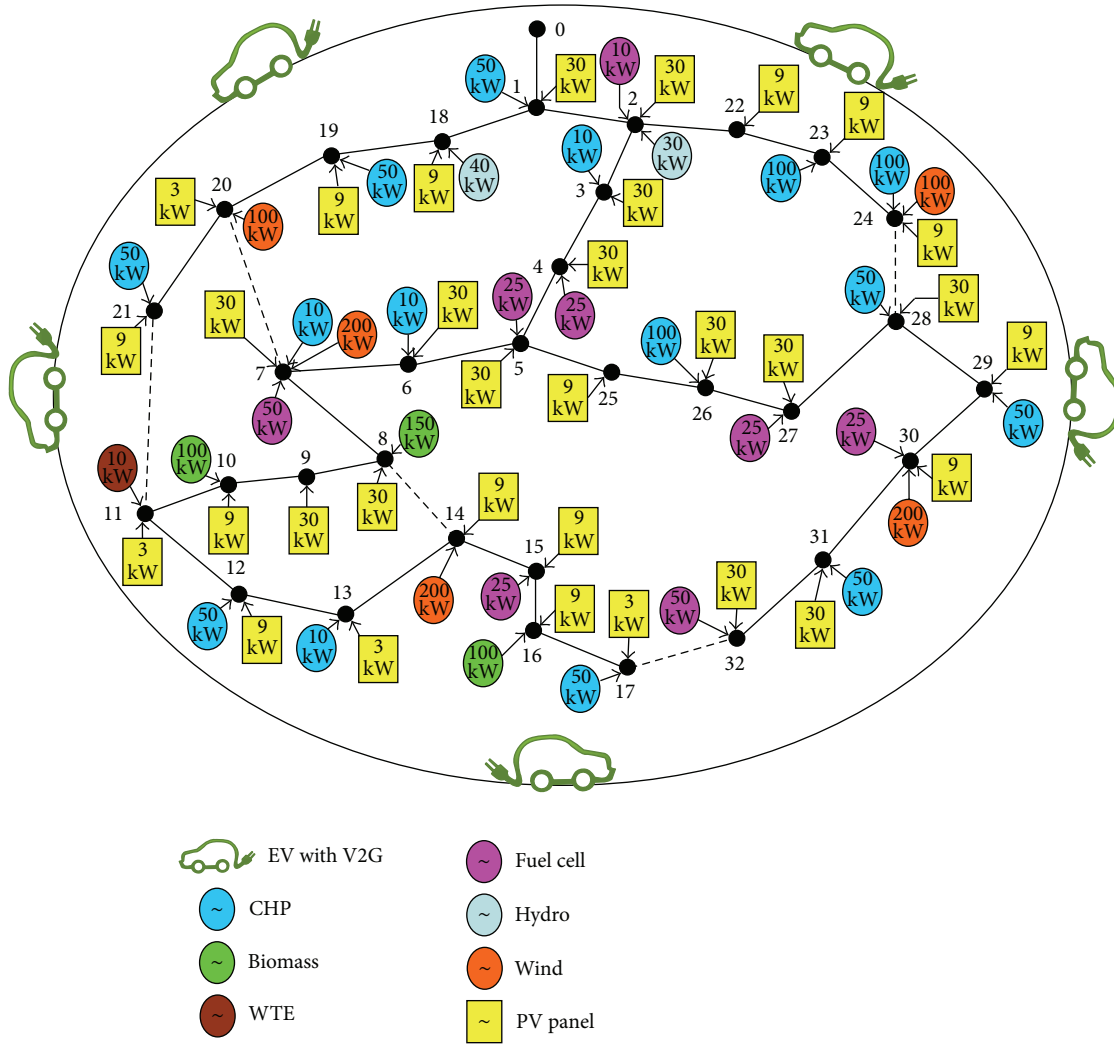 0
50
kW
1
30
kW
10
kW
2
30
kW
22
9
kW
23
9
kW
19
18
10
kW
30
kW
100
kW
100
kW
100
kW
50
kW
9
kW
40
kW
3
30
kW
24
9
kW
20
3
kW
100
kW
9
kW
50
kW
4
30
kW
25
kW
25
kW
50
kW
30
kW
28
21
9
kW
30
kW
10
kW
200
kW
10
kW
30
kW
5
30
kW
100
kW
30
kW
30
kW
29
9
kW
7
50
kW
6
9
kW
25
26
25
kW
27
50
kW
25
kW
30
9
kW
200
kW
10
kW
100
kW
10
9
8
150
kW
30
kW
30
kW
9
kW
11
3
kW
14
9
kW
15
9
kW
31
50
kW
30
kW
12
50
kW
9
kW
13
10
kW
3
kW
200
kW
25
kW
9
kW
3
kW
50
kW
30
kW
32
16
100
kW
50
kW
17
EV with V2G
Fuel cell
CHP
Hydro
Biomass
Wind
WTE
PV panel
~
~
~
~
~
~
~